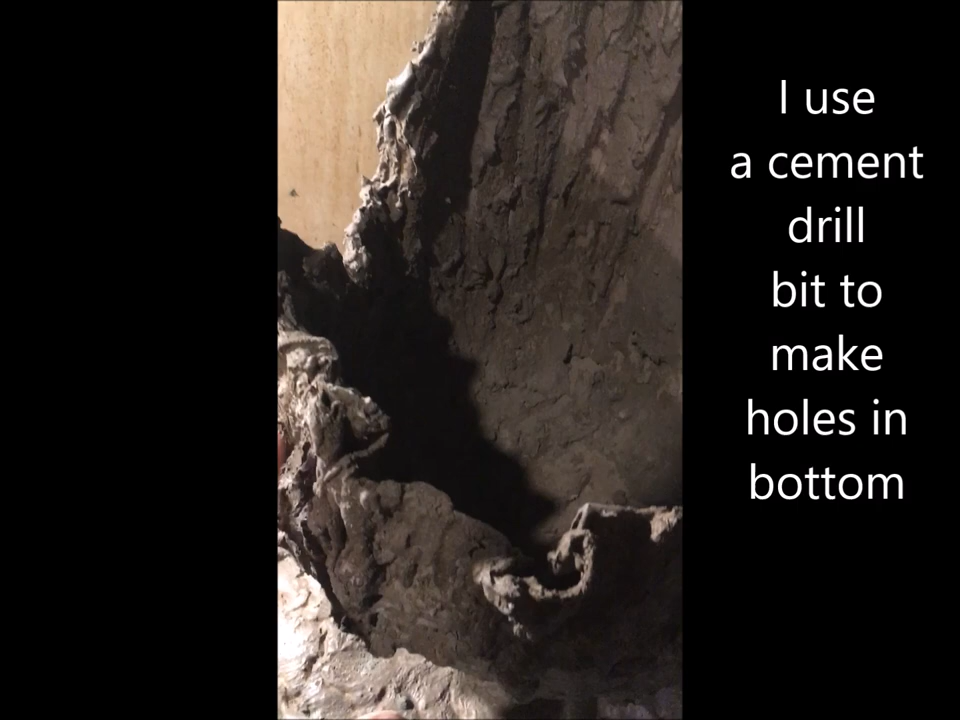 I use
a cement
drill
bit to
make
holes in
bottom